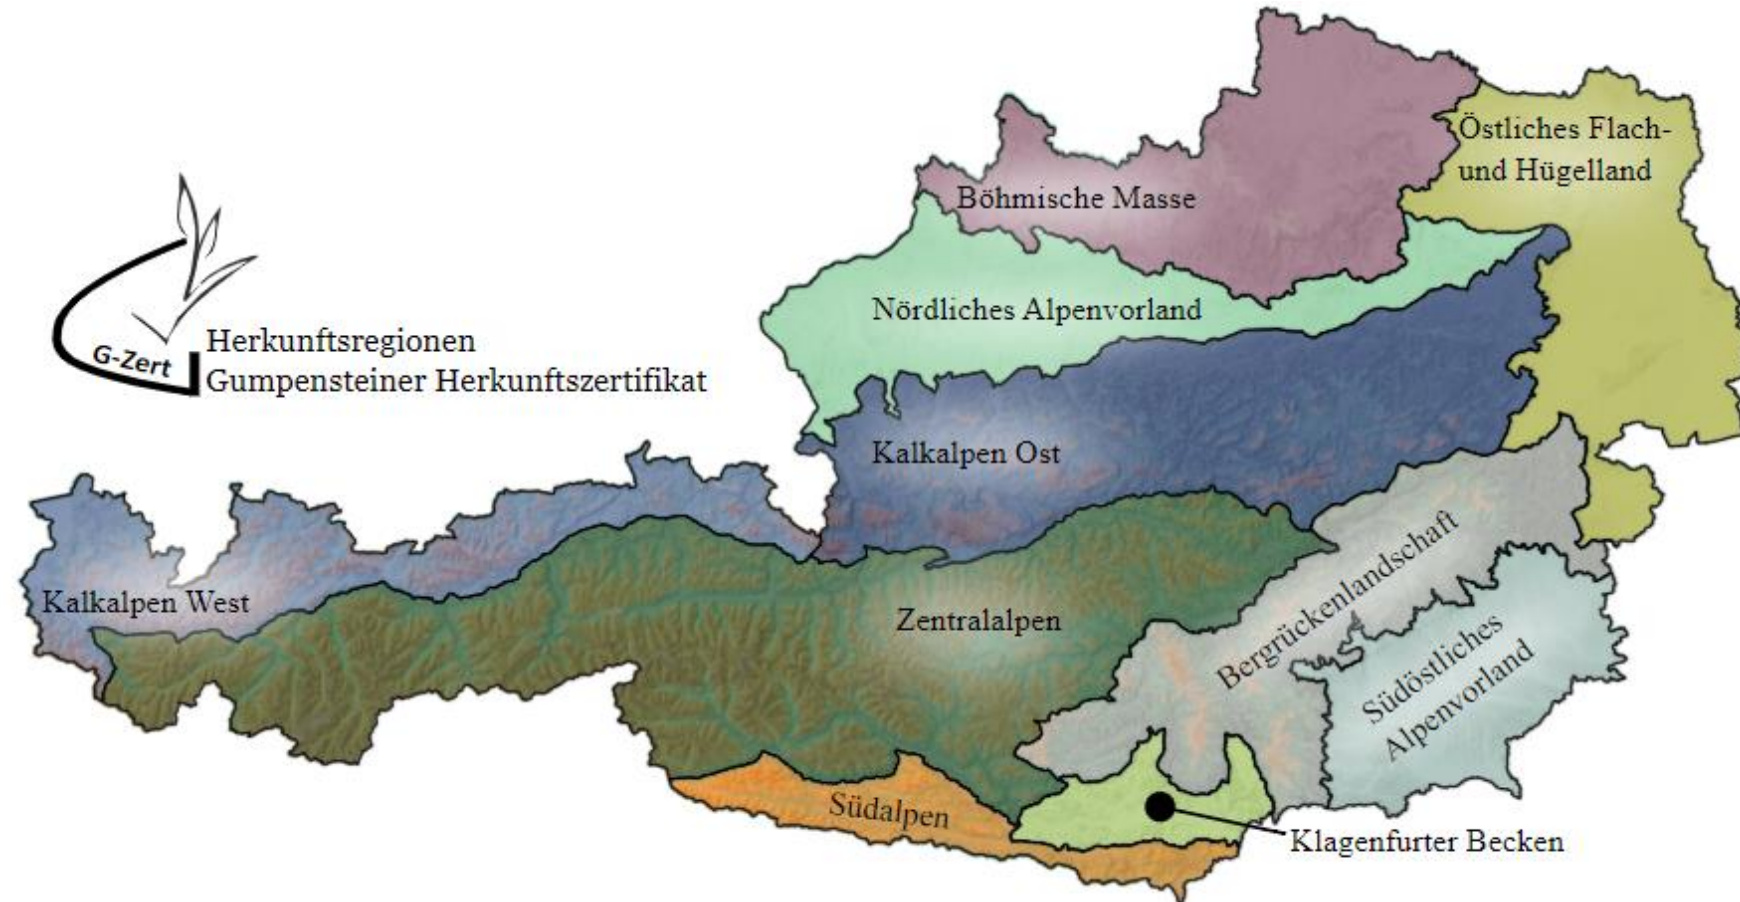 Östliches Flach-
und Hügelland
Böhmische Masse
Nördliches Alpenvorland
G-Zert
Herkunftsregionen
Gumpensteiner Herkunftszertifikat
Kalkalpen Ost
Kalkalpen West
Zentralalpen
Bergrückenlandschaft
Südöstliches
Alpenvorland
Südalpen
Klagenfurter Becken